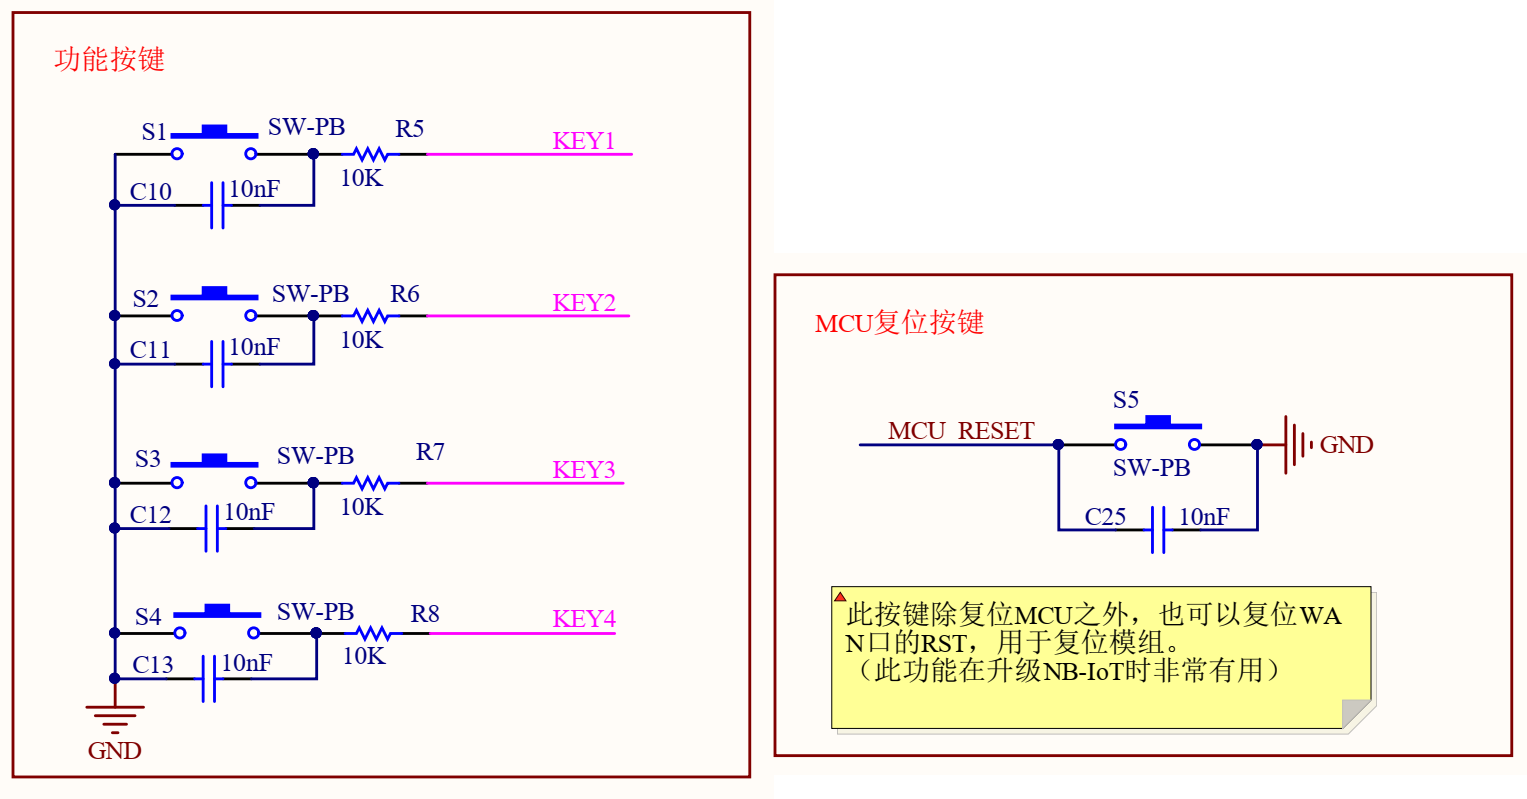 功能按键
S1
SW-PB
R5
KEY1
10K
C10
10nF
S2
SW-PB
R6
KEY2
10K
C11
10nF
S3
SW-PB
R7
KEY3
10K
C12
10nF
S4
SW-PB
R8
KEY4
10K
C13
10nF
GND
MCU复位按键
S5
MCU RESET
GND
SW-PB
C25
10nF
此按键除复位MCU之外，也可以复位WA
N口的RST，用于复位模组。
（此功能在升级NB-IoT时非常有用）